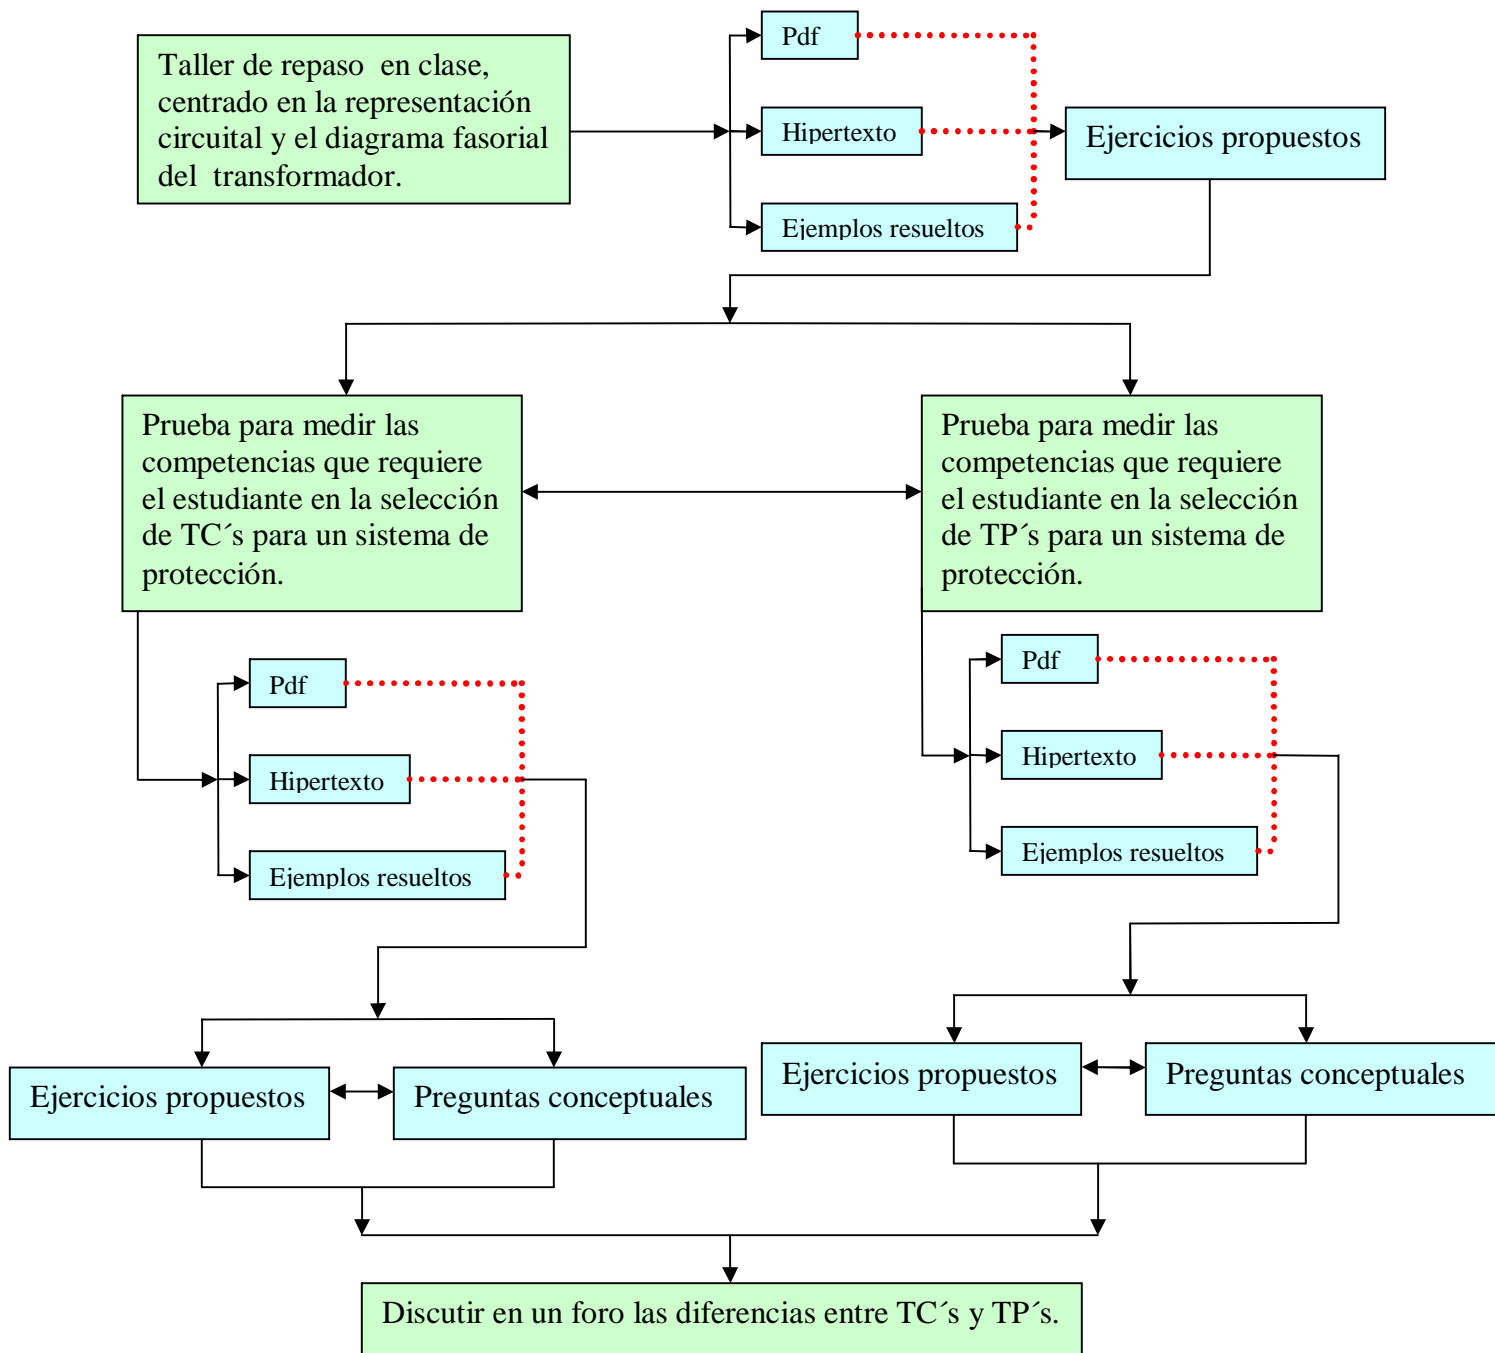 Taller de repaso en clase,
centrado en la representación
circuital y el diagrama fasorial
del transformador.
Pdf
Hipertexto
Ejemplos resueltos
Ejercicios propuestos
Prueba para medir las
competencias que requiere
el estudiante en la selección
de TC´s para un sistema de
protección.
Prueba para medir las
competencias que requiere
el estudiante en la selección
de TP´s para un sistema de
protección.
Pdf
Hipertexto
Ejemplos resueltos
Pdf
Hipertexto
Ejemplos resueltos
Ejercicios propuestos
Preguntas conceptuales
Ejercicios propuestos
Preguntas conceptuales
Discutir en un foro las diferencias entre TC´s y TP´s.